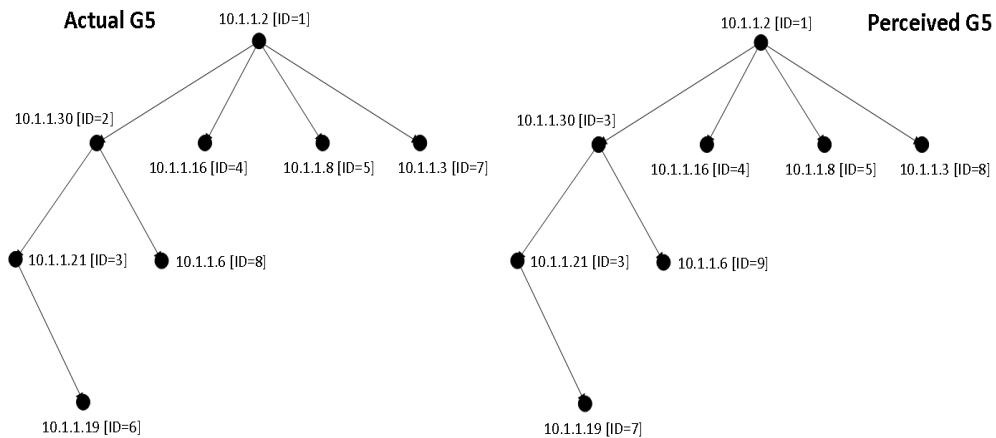 Actual G5
10.1.1.2 [ID=1]
10.1.1.30 [ID=2]
10.1.1.16 [ID=4]
10.1.1.8 [ID=5]
10.1.1.3 [ID=7]
10.1.1.21 [ID=3]
10.1.1.6 [ID=8]
10.1.1.19 [ID=6]
Perceived G5
10.1.1.2 [ID=1]
10.1.1.30 [ID=3]
10.1.1.16 [ID=4]
10.1.1.8 [ID=5]
10.1.1.3 [ID=8]
10.1.1.21 [ID=3]
10.1.1.6 [ID=9]
10.1.1.19 [ID=7]